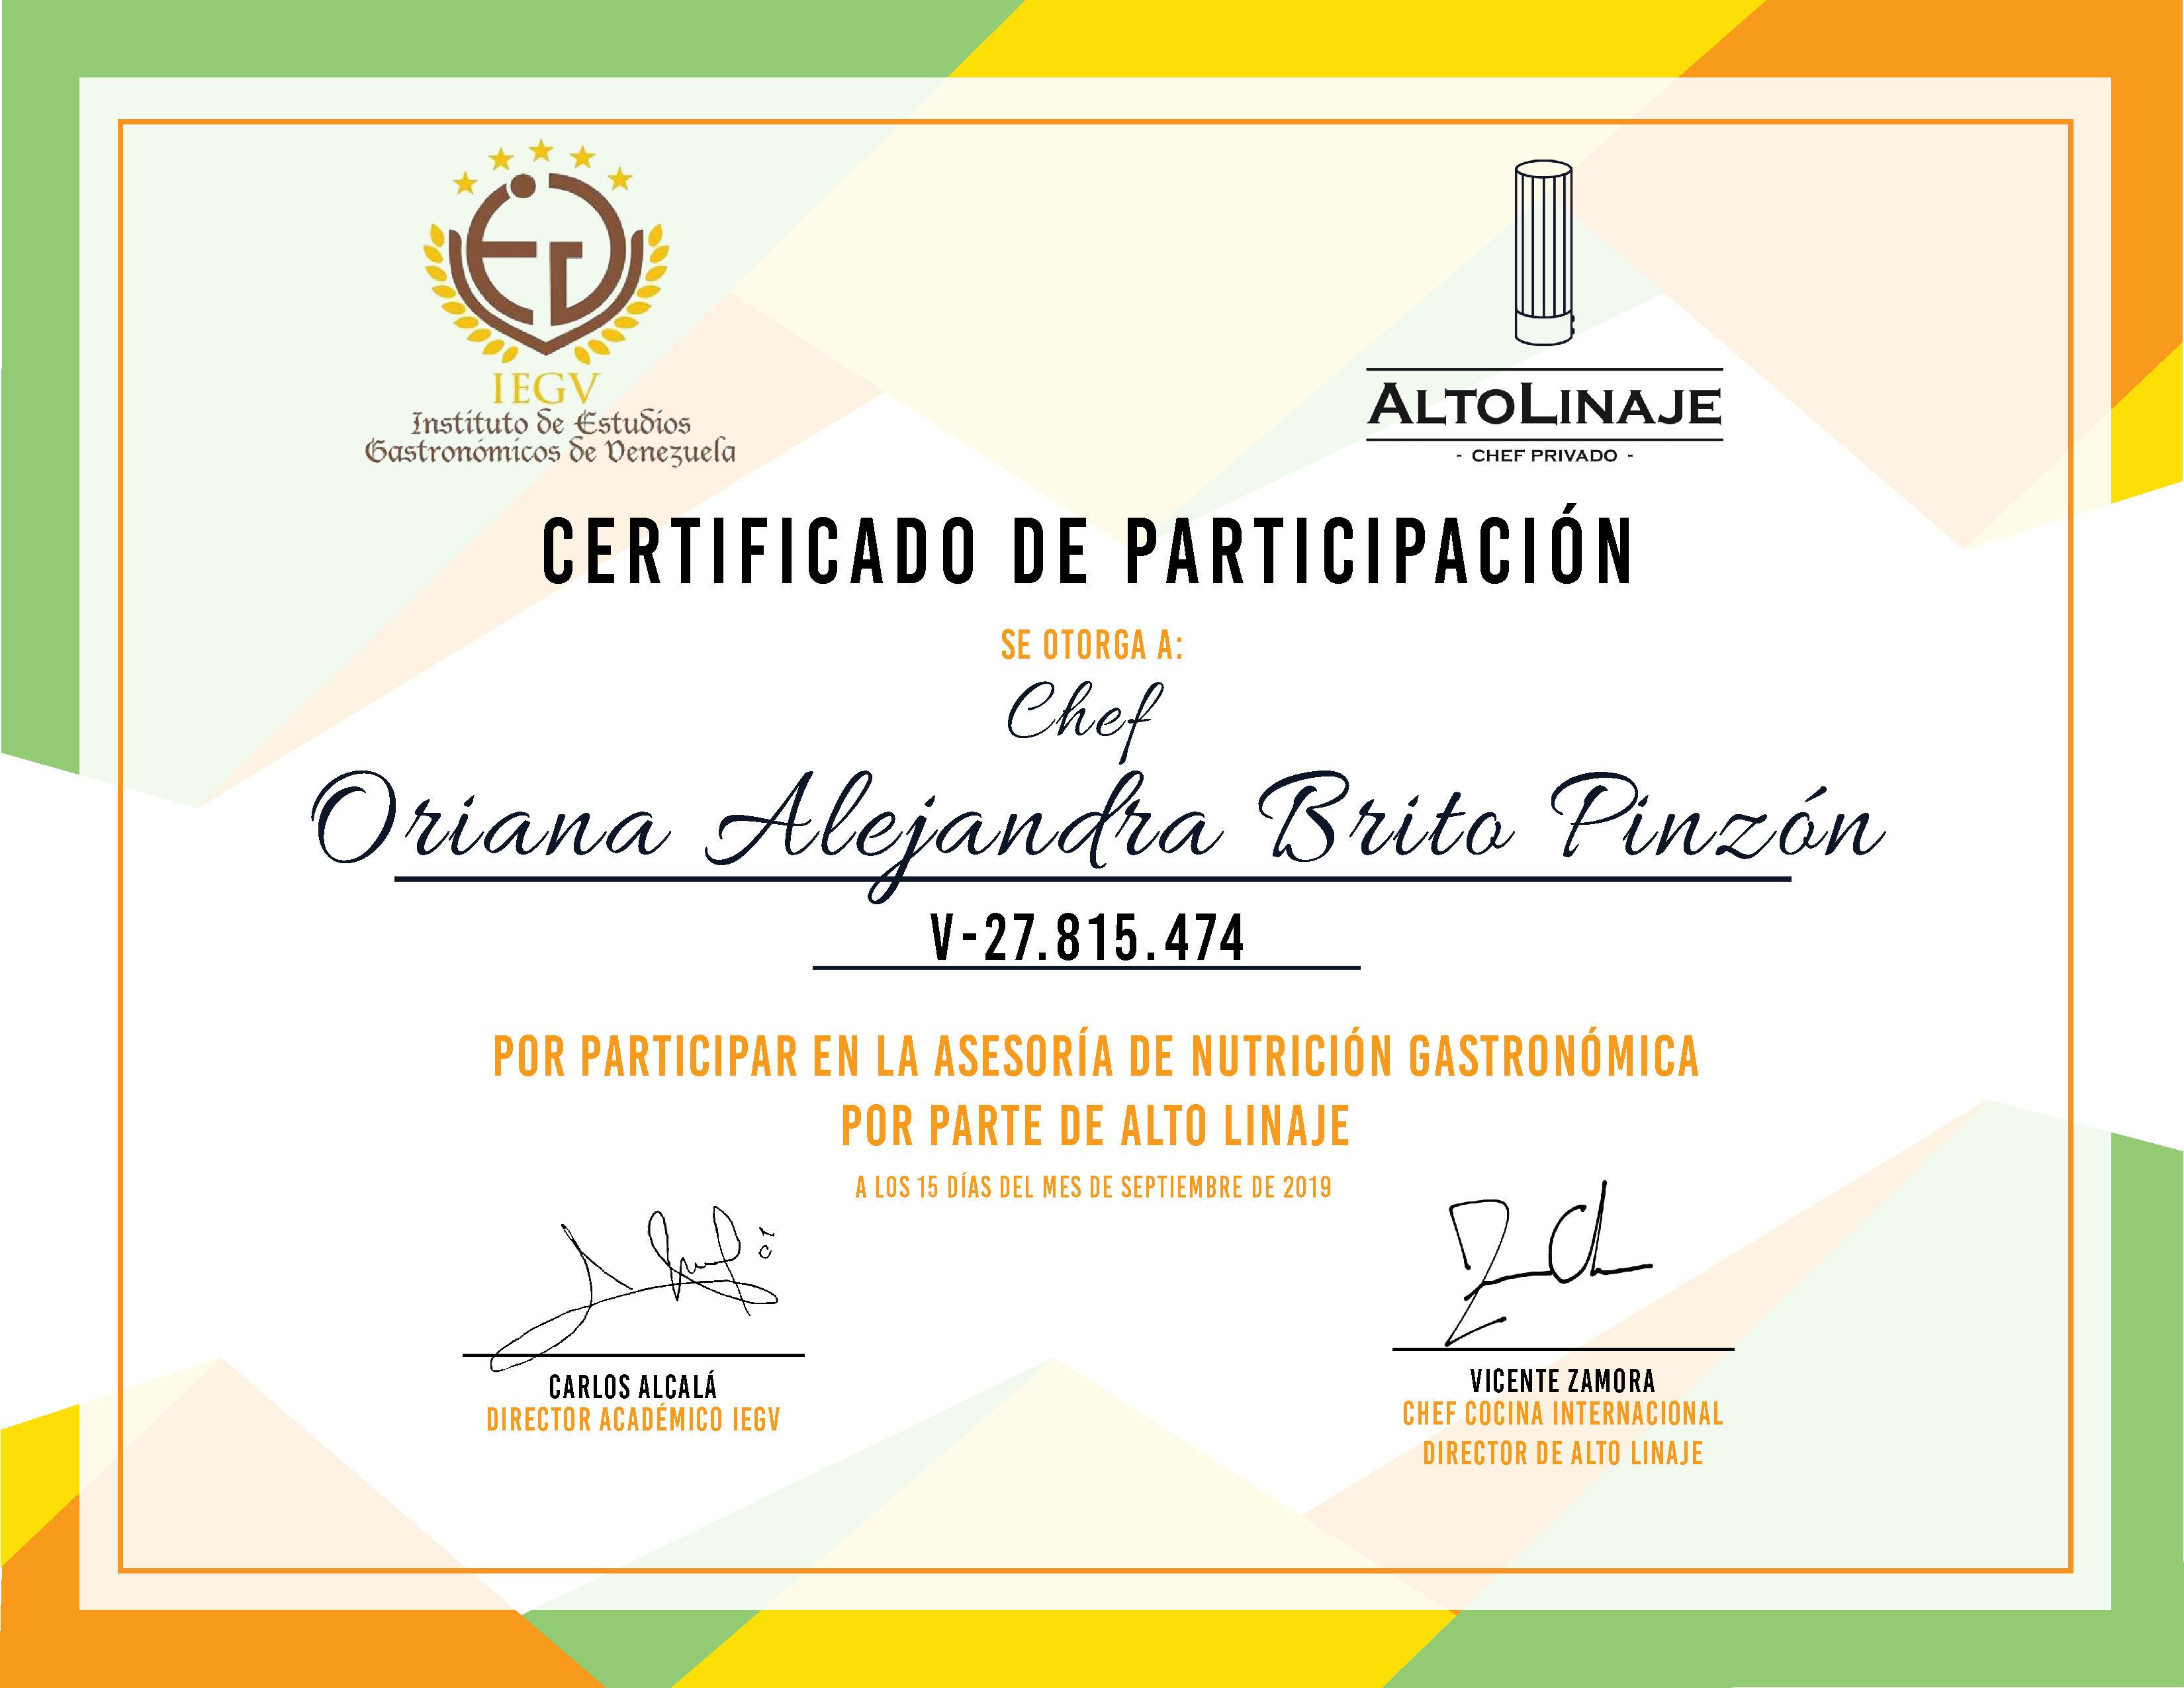 IEGV
Instituto de Estudios
Gastronómicos de Venezuela
ALTOLINAJE
- CHEF PRIVADO -
CERTIFICADO DE PARTICIPACIÓN
SE OTORGA A:
Chef
Oriana Alejandra Brito Pinzón
V-27.815.474
POR PARTICIPAR EN LA ASESORÍA DE NUTRICIÓN GASTRONÓMICA
POR PARTE DE ALTO LINAJE
A LOS 15 DÍAS DEL MES DE SEPTIEMBRE DE 2019
CARLOS ALCALÁ
DIRECTOR ACADÉMICO IEGV
VICENTE ZAMORA
CHEF COCINA INTERNACIONAL
DIRECTOR DE ALTO LINAJE